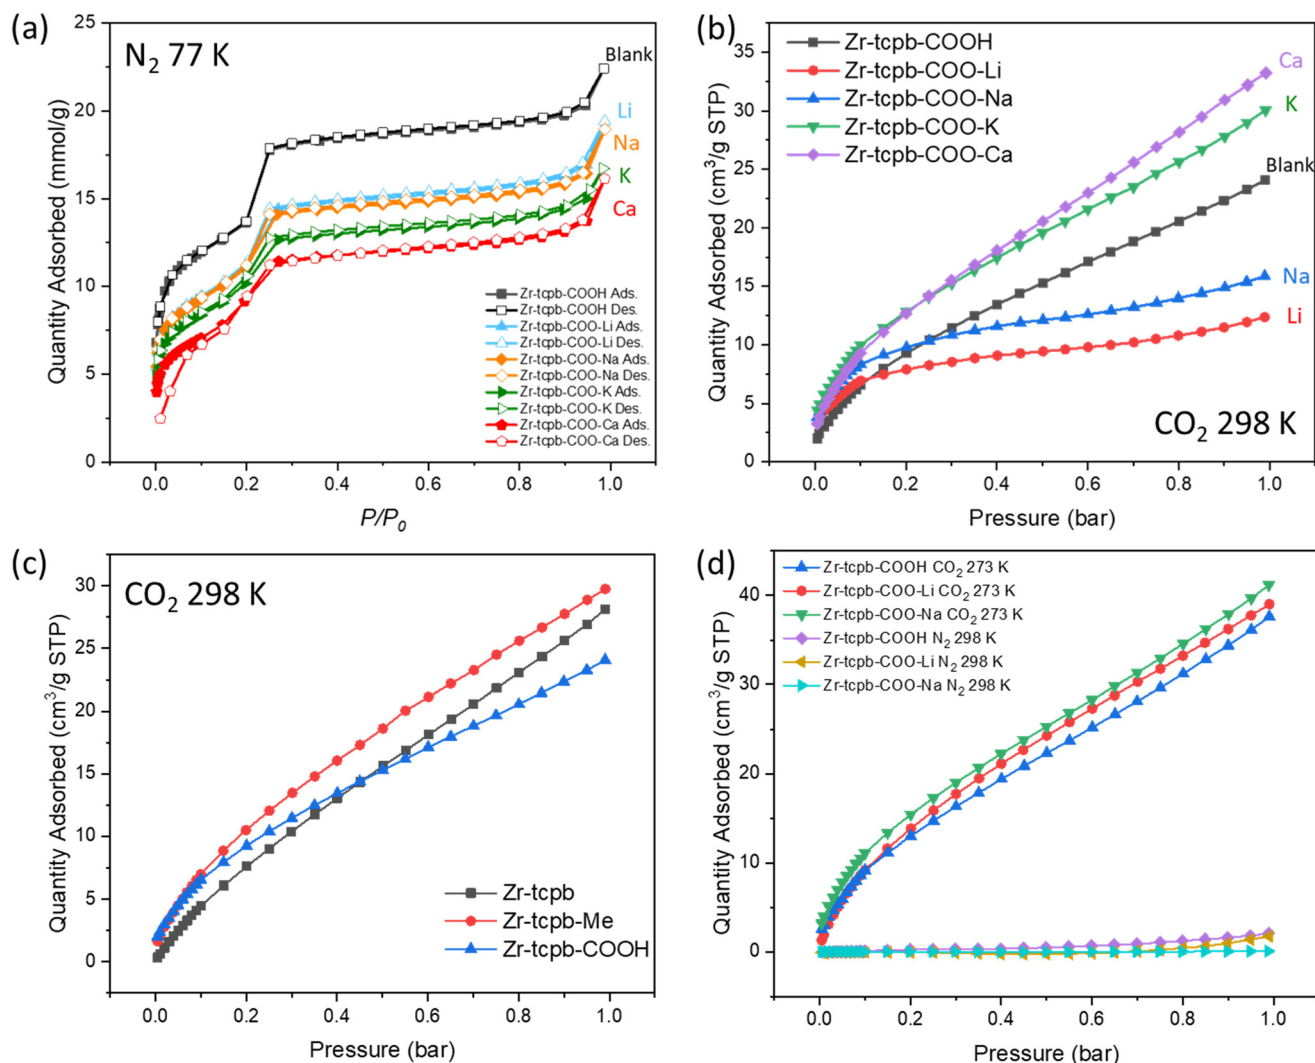 (a)
N₂ 77 K
Blank
Li
Na
K
Ca
Zr-tcpb-COOH Ads.
Zr-tcpb-COOH Des.
Zr-tcpb-COO-Li Ads.
Zr-tcpb-COO-Li Des.
Zr-tcpb-COO-Na Ads.
Zr-tcpb-COO-Na Des.
Zr-tcpb-COO-K Ads.
Zr-tcpb-COO-K Des.
Zr-tcpb-COO-Ca Ads.
Zr-tcpb-COO-Ca Des.
Quantity Adsorbed (mmol/g)
25
20
15
10
5
0
0.0 0.2 0.4 0.6 0.8 1.0
P/P₀
(b)
Zr-tcpb-COOH
Zr-tcpb-COO-Li
Zr-tcpb-COO-Na
Zr-tcpb-COO-K
Zr-tcpb-COO-Ca
Ca
K
Blank
Na
Li
CO₂ 298 K
Quantity Adsorbed (cm³/g STP)
35
30
25
20
15
10
5
0
0.0 0.2 0.4 0.6 0.8 1.0
Pressure (bar)
(c)
CO₂ 298 K
Zr-tcpb
Zr-tcpb-Me
Zr-tcpb-COOH
Quantity Adsorbed (cm³/g STP)
30
25
20
15
10
5
0
0.0 0.2 0.4 0.6 0.8 1.0
Pressure (bar)
(d)
Zr-tcpb-COOH CO₂ 273 K
Zr-tcpb-COO-Li CO₂ 273 K
Zr-tcpb-COO-Na CO₂ 273 K
Zr-tcpb-COOH N₂ 298 K
Zr-tcpb-COO-Li N₂ 298 K
Zr-tcpb-COO-Na N₂ 298 K
Quantity Adsorbed (cm³/g STP)
40
30
20
10
0
0.0 0.2 0.4 0.6 0.8 1.0
Pressure (bar)